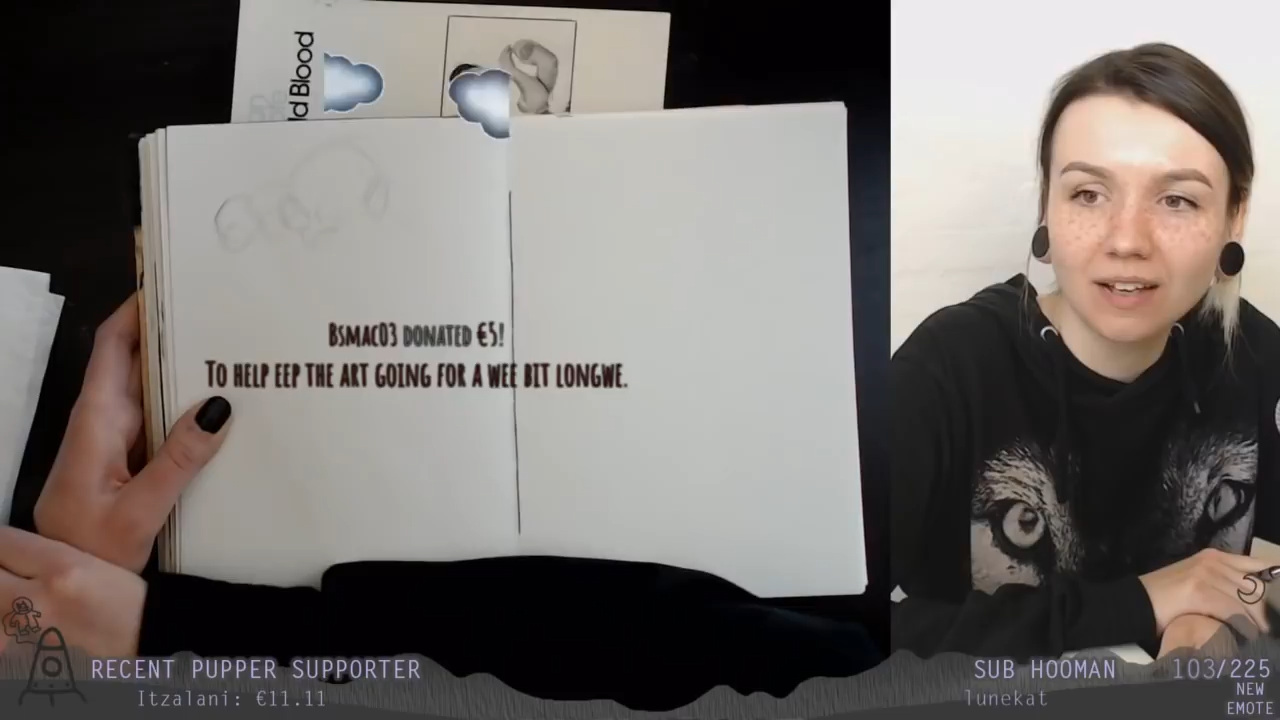 d Blood
Bsmac03 donated €5!
To help eep the art going for a wee bit longwe.
RECENT PUPPER SUPPORTER
Itzalani: €11.11
SUB HOOMAN 103/225
lunekat
NEW
EMOTE